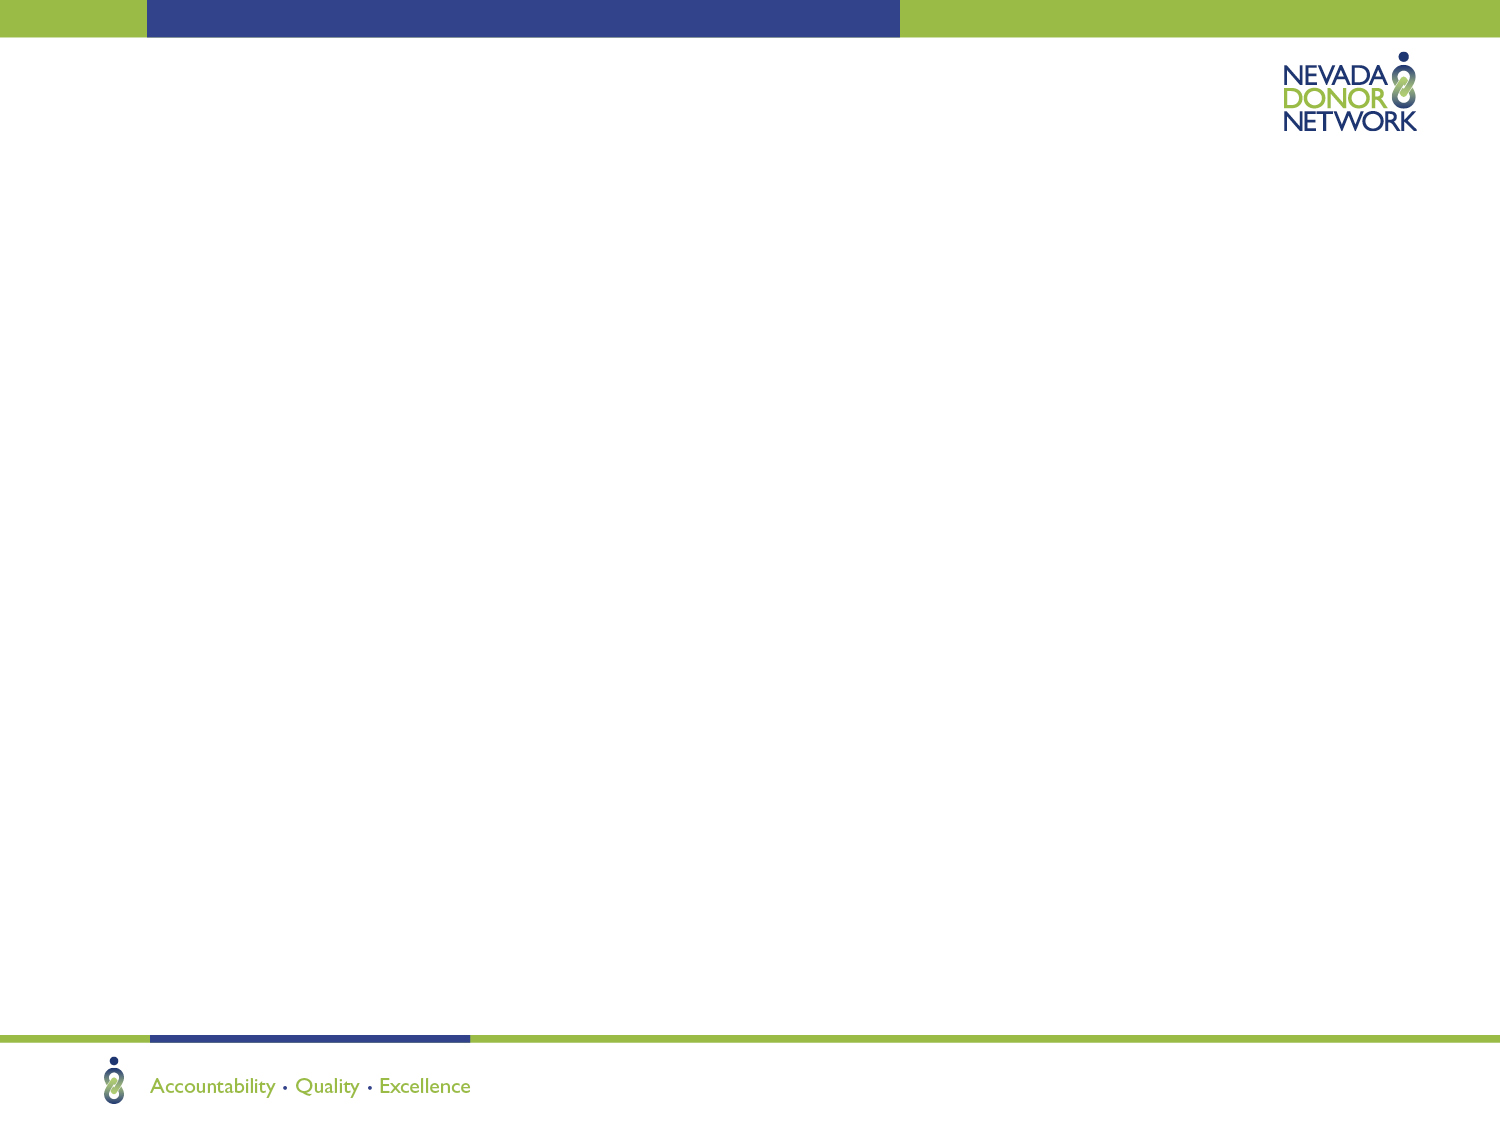 NEVADA
DONOR
NETWORK
Accountability • Quality • Excellence